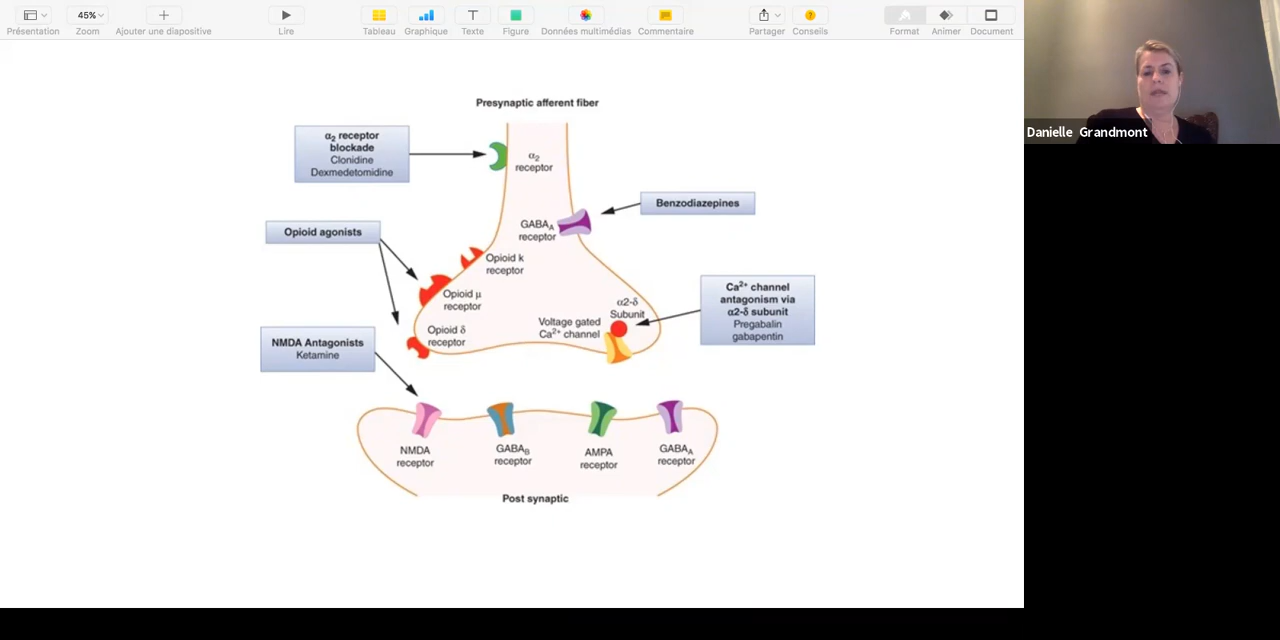 Présentation
45%
Zoom
Ajouter une diapositive
Lire
Tableau
Graphique
Texte
Figure
Données multimédias
Commentaire
Partager
Conseils
Format
Animer
Document
Danielle Grandmont
Presynaptic afferent fiber
α2 receptor
blockade
Clonidine
Dexmedetomidine
α2
receptor
Benzodiazepines
GABAA
receptor
Opioid agonists
Opioid k
receptor
Opioid μ
receptor
Opioid δ
receptor
α2-δ
Subunit
Voltage gated
Ca2+ channel
Ca2+ channel
antagonism via
α2-δ subunit
Pregabalin
gabapentin
NMDA Antagonists
Ketamine
NMDA
receptor
GABAB
receptor
AMPA
receptor
GABAA
receptor
Post synaptic